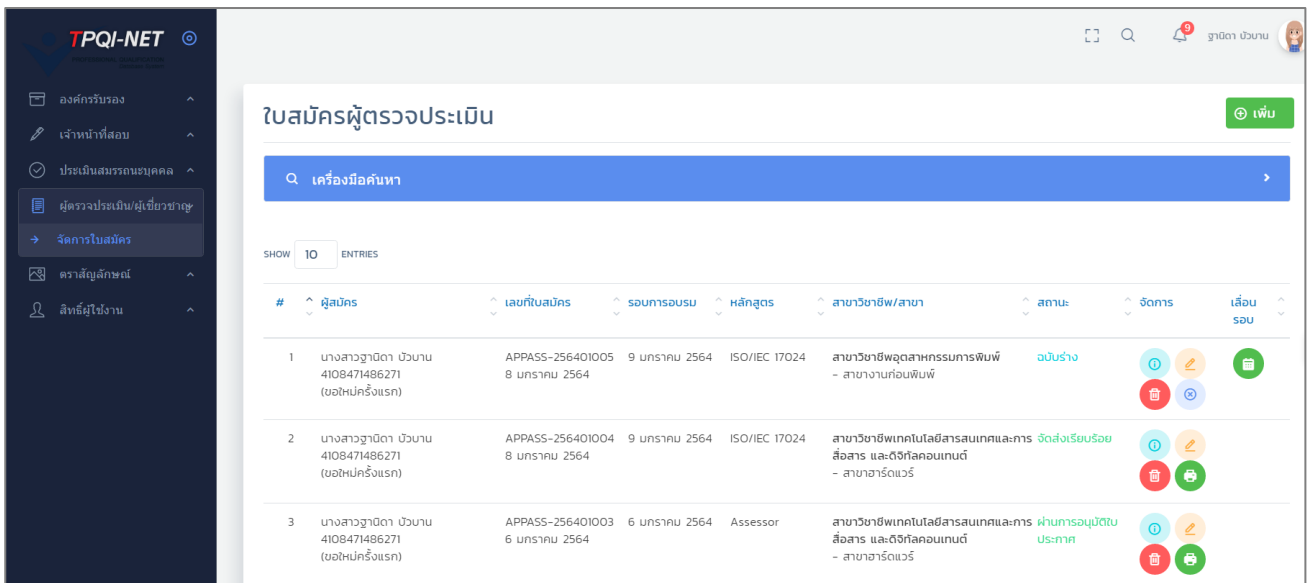 TPQI-NET
9
ฐานิดา บัวบาน
องค์กรรับรอง
เจ้าหน้าที่สอบ
ประเมินสมรรถนะบุคคล
ผู้ตรวจประเมิน/ผู้เชี่ยวชาญ
จัดการใบสมัคร
ตราสัญลักษณ์
สิทธิ์ผู้ใช้งาน
ใบสมัครผู้ตรวจประเมิน
เพิ่ม
เครื่องมือค้นหา
SHOW 10 ENTRIES
# ผู้สมัคร เลขที่ใบสมัคร รอบการอบรม หลักสูตร สาขาวิชาชีพ/สาขา สถานะ จัดการ เลื่อน
รอบ
1 นางสาวฐานิดา บัวบาน APPASS-256401005 9 มกราคม 2564 ISO/IEC 17024 สาขาวิชาชีพอุตสาหกรรมการพิมพ์ ฉบับร่าง
4108471486271 8 มกราคม 2564 - สาขางานก่อนพิมพ์
(ขอใหม่ครั้งแรก)
2 นางสาวฐานิดา บัวบาน APPASS-256401004 9 มกราคม 2564 ISO/IEC 17024 สาขาวิชาชีพเทคโนโลยีสารสนเทศและการ จัดส่งเรียบร้อย
4108471486271 8 มกราคม 2564 สื่อสาร และดิจิทัลคอนเทนต์
(ขอใหม่ครั้งแรก) - สาขาฮาร์ดแวร์
3 นางสาวฐานิดา บัวบาน APPASS-256401003 6 มกราคม 2564 Assessor สาขาวิชาชีพเทคโนโลยีสารสนเทศและการ ผ่านการอนุมัติใบ
4108471486271 6 มกราคม 2564 สื่อสาร และดิจิทัลคอนเทนต์ ประกาศ
(ขอใหม่ครั้งแรก) - สาขาฮาร์ดแวร์